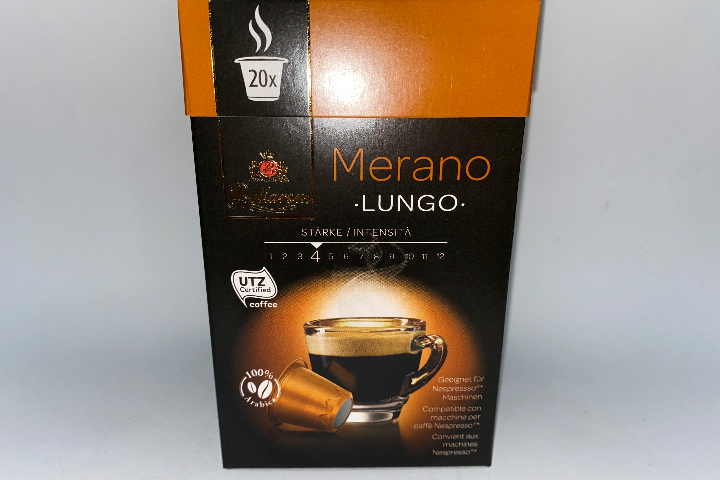 20x
Merano
·LUNGO·
STÄRKE / INTENSITÀ
1 2 3 4 5 6 7 8 9 10 11 12
UTZ
Certified
coffee
100%
Arabica
Geeignet für
Nespresso®*
Maschinen
Compatible con
macchine per
caffè Nespresso®*
Convient aux
machines
Nespresso®*